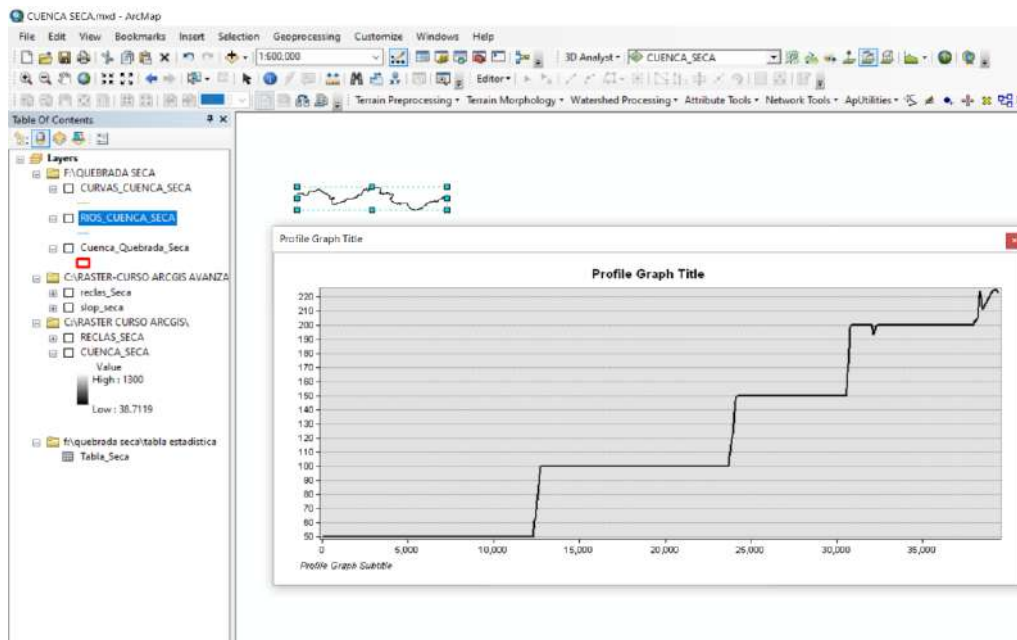 CUENCA SECA.mxd - ArcMap
File Edit View Bookmarks Insert Selection Geoprocessing Customize Windows Help
1:600,000 3D Analyst CUENCA_SECA
Editor
Terrain Preprocessing Terrain Morphology Watershed Processing Attribute Tools Network Tools ApUtilities
Table Of Contents
Layers
F:\QUEBRADA SECA
CURVAS_CUENCA_SECA
RIOS_CUENCA_SECA
Cuenca_Quebrada_Seca
C:\RASTER-CURSO ARCGIS AVANZA
reclas_Seca
slop_seca
C:\RASTER CURSO ARCGIS\
RECLAS_SECA
CUENCA_SECA
Value
High : 1300
Low : 38.7119
f:\quebrada seca\tabla estadistica
Tabla_Seca
Profile Graph Title
Profile Graph Title
220
210
200
190
180
170
160
150
140
130
120
110
100
90
80
70
60
50
0 5,000 10,000 15,000 20,000 25,000 30,000 35,000
Profile Graph Subtitle